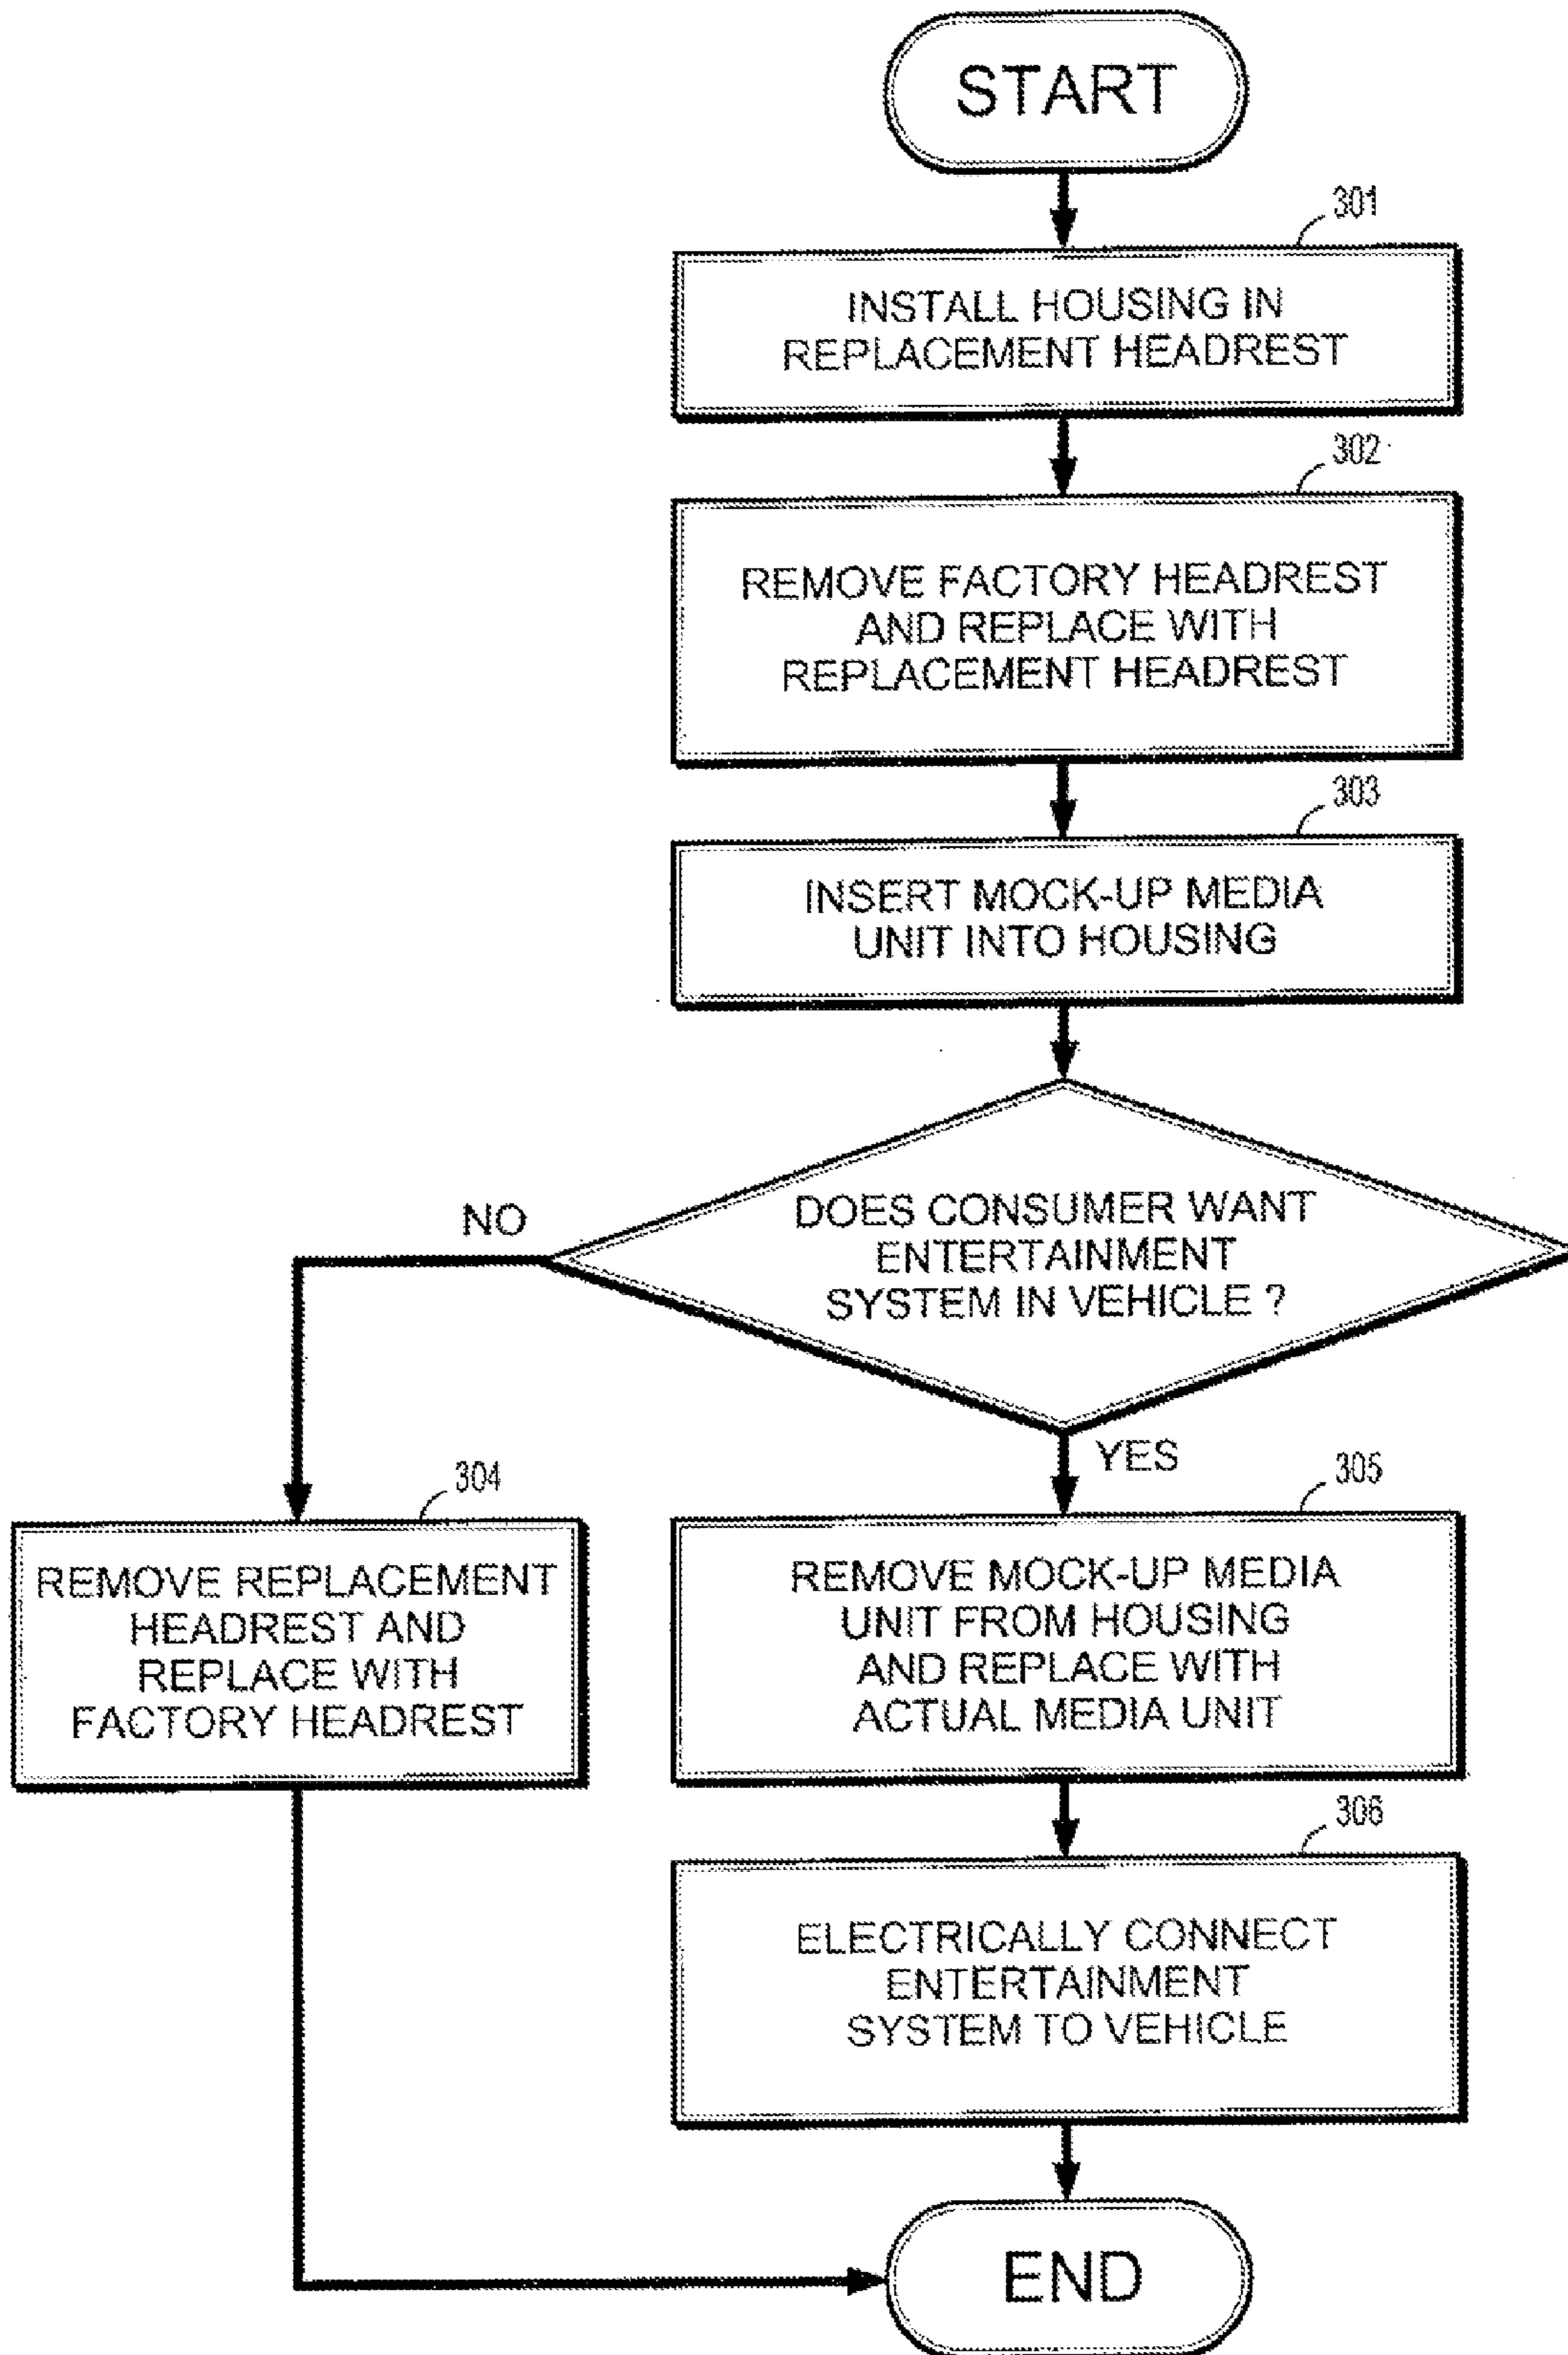 START
301
INSTALL HOUSING IN
REPLACEMENT HEADREST
302
REMOVE FACTORY HEADREST
AND REPLACE WITH
REPLACEMENT HEADREST
303
INSERT MOCK-UP MEDIA
UNIT INTO HOUSING
DOES CONSUMER WANT
ENTERTAINMENT
SYSTEM IN VEHICLE ?
NO
YES
304
REMOVE REPLACEMENT
HEADREST AND
REPLACE WITH
FACTORY HEADREST
305
REMOVE MOCK-UP MEDIA
UNIT FROM HOUSING
AND REPLACE WITH
ACTUAL MEDIA UNIT
306
ELECTRICALLY CONNECT
ENTERTAINMENT
SYSTEM TO VEHICLE
END